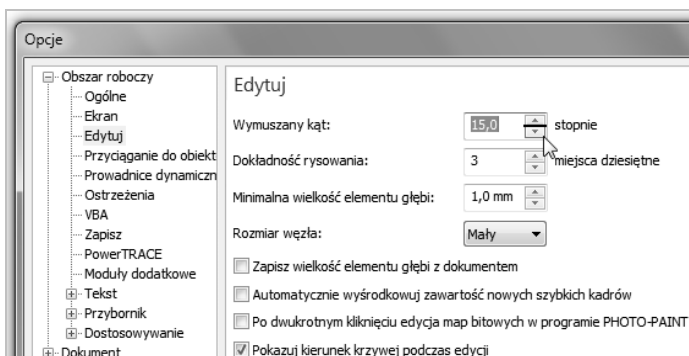 Opcje
Obszar roboczy
Ogólne
Ekran
Edytuj
Przyciąganie do obiekt
Prowadnice dynamiczn
Ostrzeżenia
VBA
Zapisz
PowerTRACE
Moduły dodatkowe
Tekst
Przybornik
Dostosowywanie
Dokument
Edytuj
Wymuszany kąt: 15,0 stopnie
Dokładność rysowania: 3 miejsca dziesiętne
Minimalna wielkość elementu głębi: 1,0 mm
Rozmiar węzła: Mały
Zapisz wielkość elementu głębi z dokumentem
Automatycznie wyśrodkowuj zawartość nowych szybkich kadrów
Po dwukrotnym kliknięciu edycja map bitowych w programie PHOTO-PAINT
Pokazuj kierunek krzywej podczas edycji